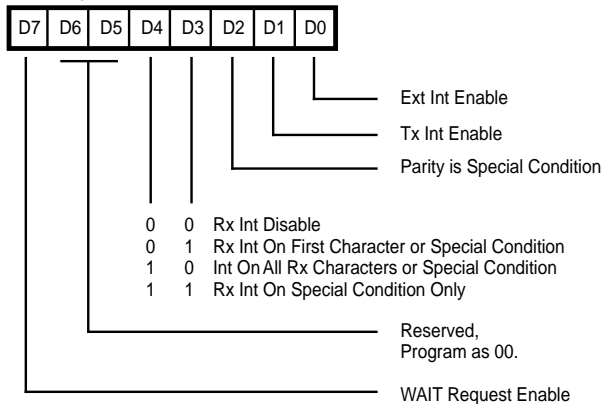 D7 D6 D5 D4 D3 D2 D1 D0
Ext Int Enable
Tx Int Enable
Parity is Special Condition
0 0 Rx Int Disable
0 1 Rx Int On First Character or Special Condition
1 0 Int On All Rx Characters or Special Condition
1 1 Rx Int On Special Condition Only
Reserved,
Program as 00.
WAIT Request Enable